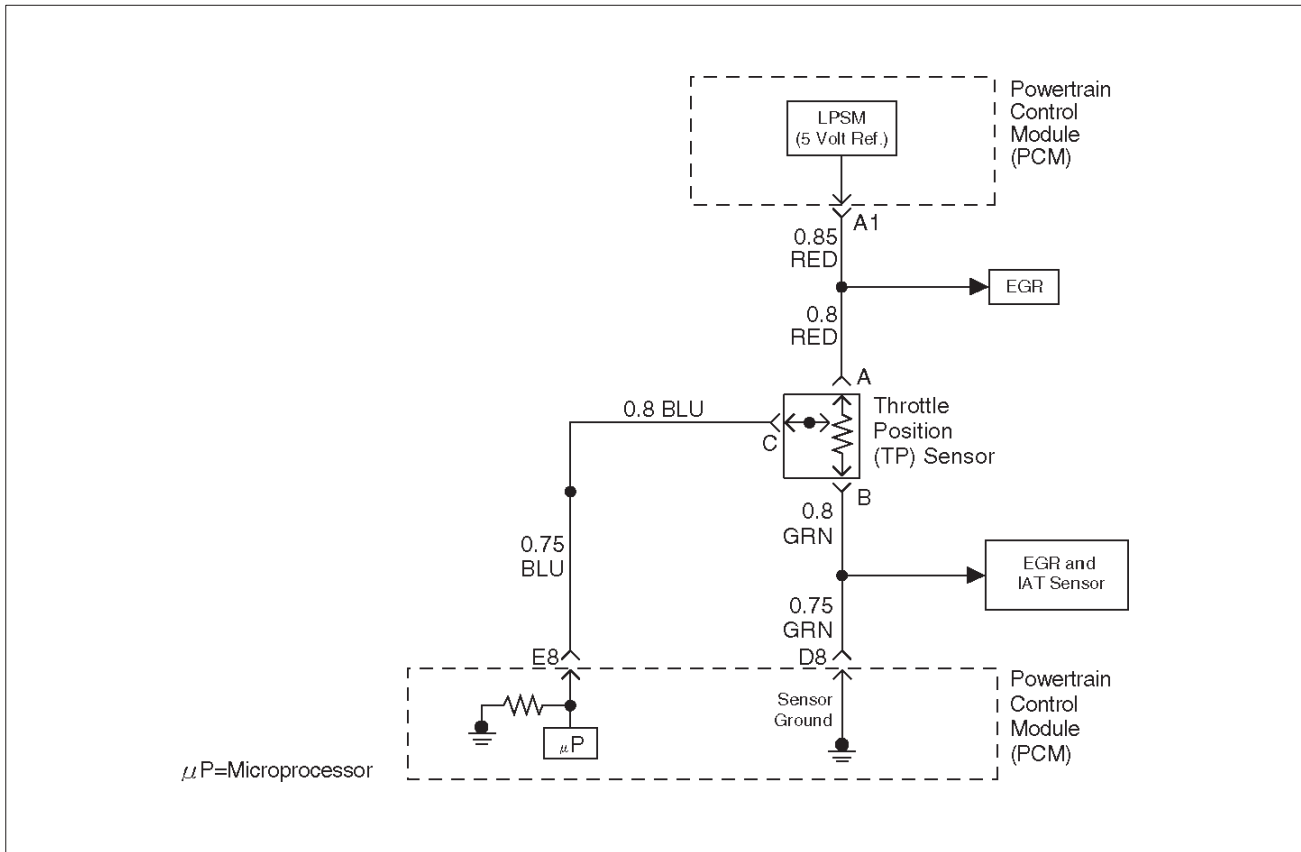 Powertrain
Control
Module
(PCM)
LPSM
(5 Volt Ref.)
A1
0.85
RED
EGR
0.8
RED
A
0.8 BLU
C
Throttle
Position
(TP) Sensor
B
0.8
GRN
0.75
BLU
EGR and
IAT Sensor
0.75
GRN
E8
D8
Powertrain
Control
Module
(PCM)
Sensor
Ground
μP
μP=Microprocessor